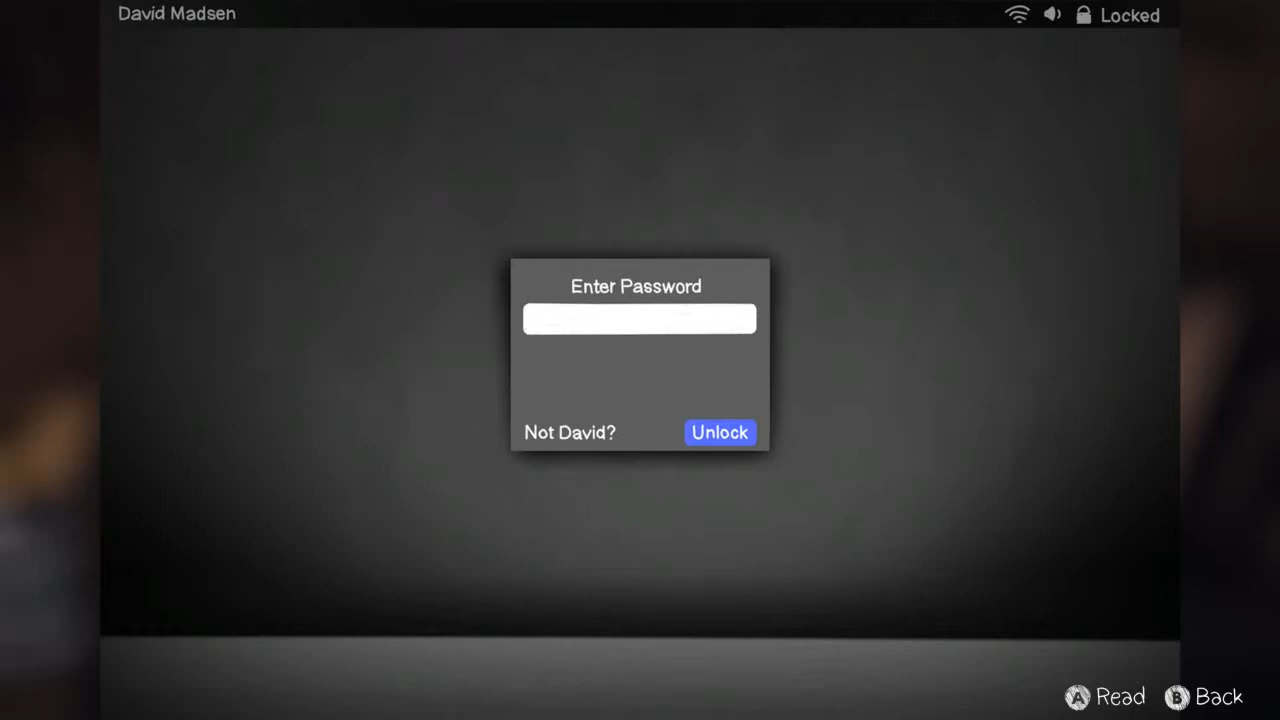 David Madsen
Locked
Enter Password
Not David?
Unlock
A Read B Back